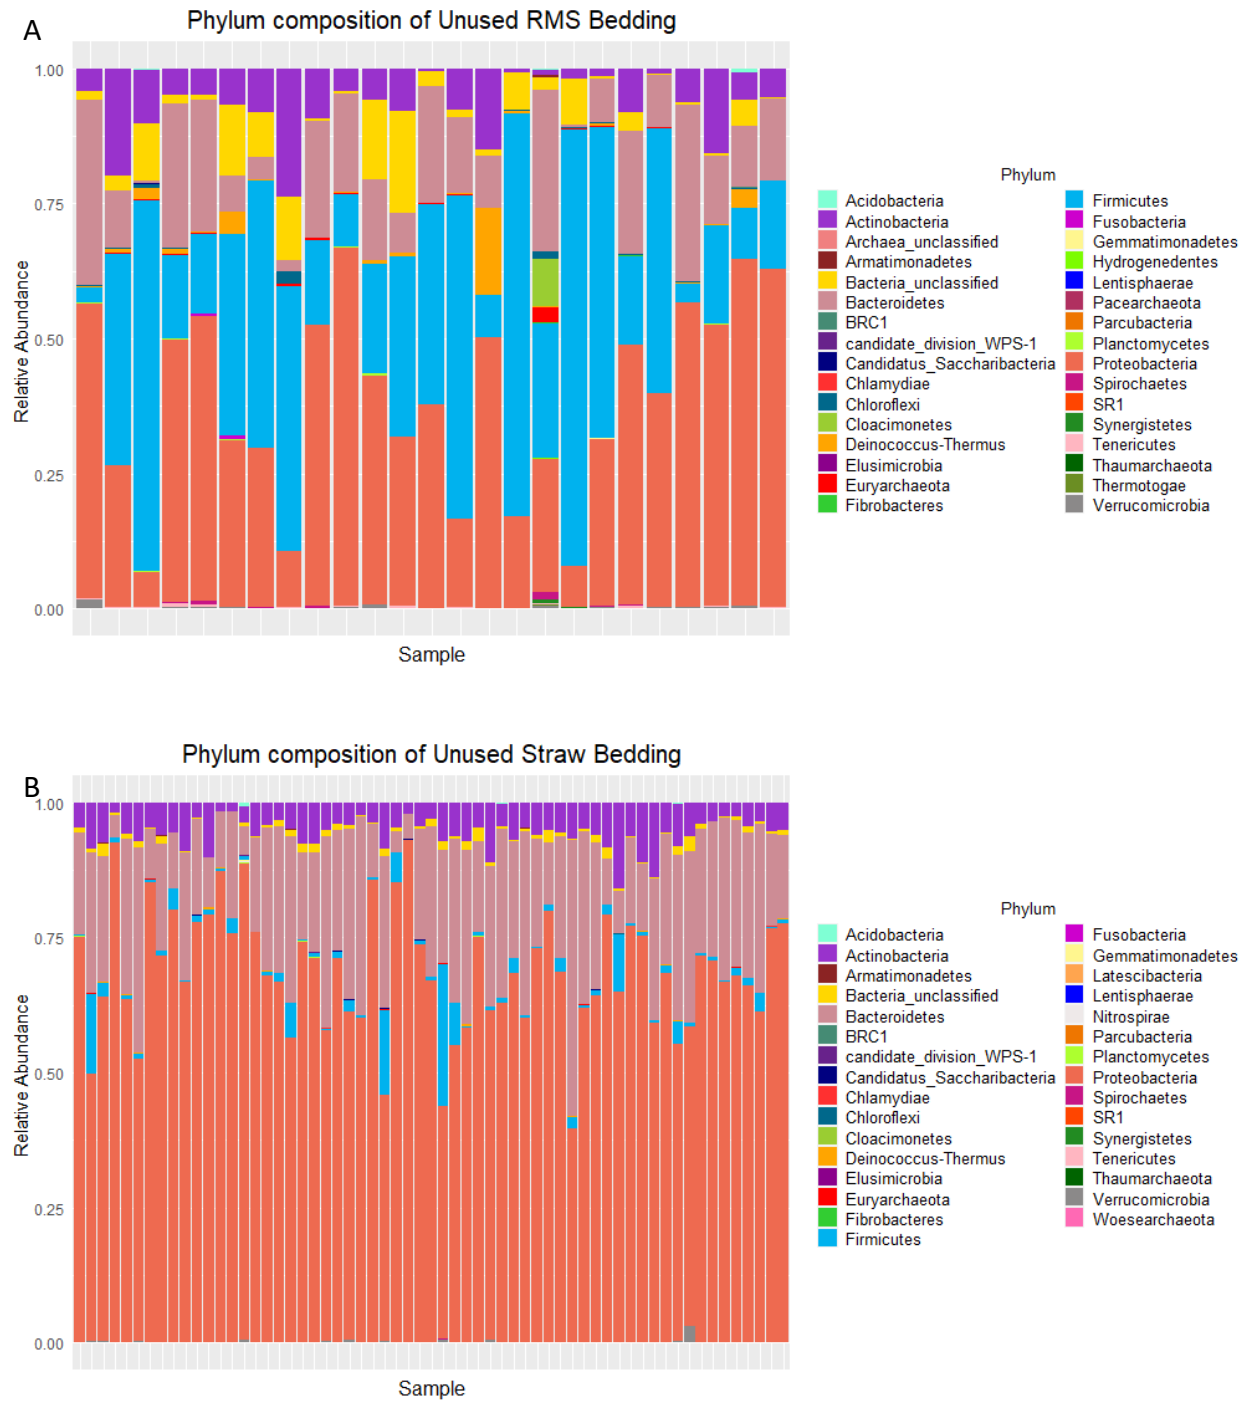 A
Phylum composition of Unused RMS Bedding
1.00
0.75
0.50
0.25
0.00
Relative Abundance
Sample
Phylum
Acidobacteria
Actinobacteria
Archaea_unclassified
Armatimonadetes
Bacteria_unclassified
Bacteroidetes
BRC1
candidate_division_WPS-1
Candidatus_Saccharibacteria
Chlamydiae
Chloroflexi
Cloacimonetes
Deinococcus-Thermus
Elusimicrobia
Euryarchaeota
Fibrobacteres
Firmicutes
Fusobacteria
Gemmatimonadetes
Hydrogenedentes
Lentisphaerae
Pacearchaeota
Parcubacteria
Planctomycetes
Proteobacteria
Spirochaetes
SR1
Synergistetes
Tenericutes
Thaumarchaeota
Thermotogae
Verrucomicrobia
B
Phylum composition of Unused Straw Bedding
1.00
0.75
0.50
0.25
0.00
Relative Abundance
Sample
Phylum
Acidobacteria
Actinobacteria
Armatimonadetes
Bacteria_unclassified
Bacteroidetes
BRC1
candidate_division_WPS-1
Candidatus_Saccharibacteria
Chlamydiae
Chloroflexi
Cloacimonetes
Deinococcus-Thermus
Elusimicrobia
Euryarchaeota
Fibrobacteres
Firmicutes
Fusobacteria
Gemmatimonadetes
Latescibacteria
Lentisphaerae
Nitrospirae
Parcubacteria
Planctomycetes
Proteobacteria
Spirochaetes
SR1
Synergistetes
Tenericutes
Thaumarchaeota
Verrucomicrobia
Woesearchaeota